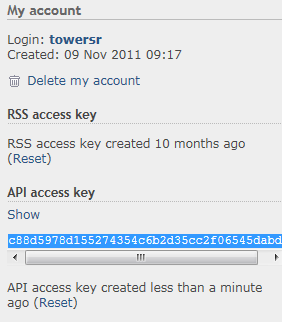 My account
Login: towersr
Created: 09 Nov 2011 09:17
Delete my account
RSS access key
RSS access key created 10 months ago
(Reset)
API access key
Show
c88d5978d155274354c6b2d35cc2f06545dabd
API access key created less than a minute
ago (Reset)